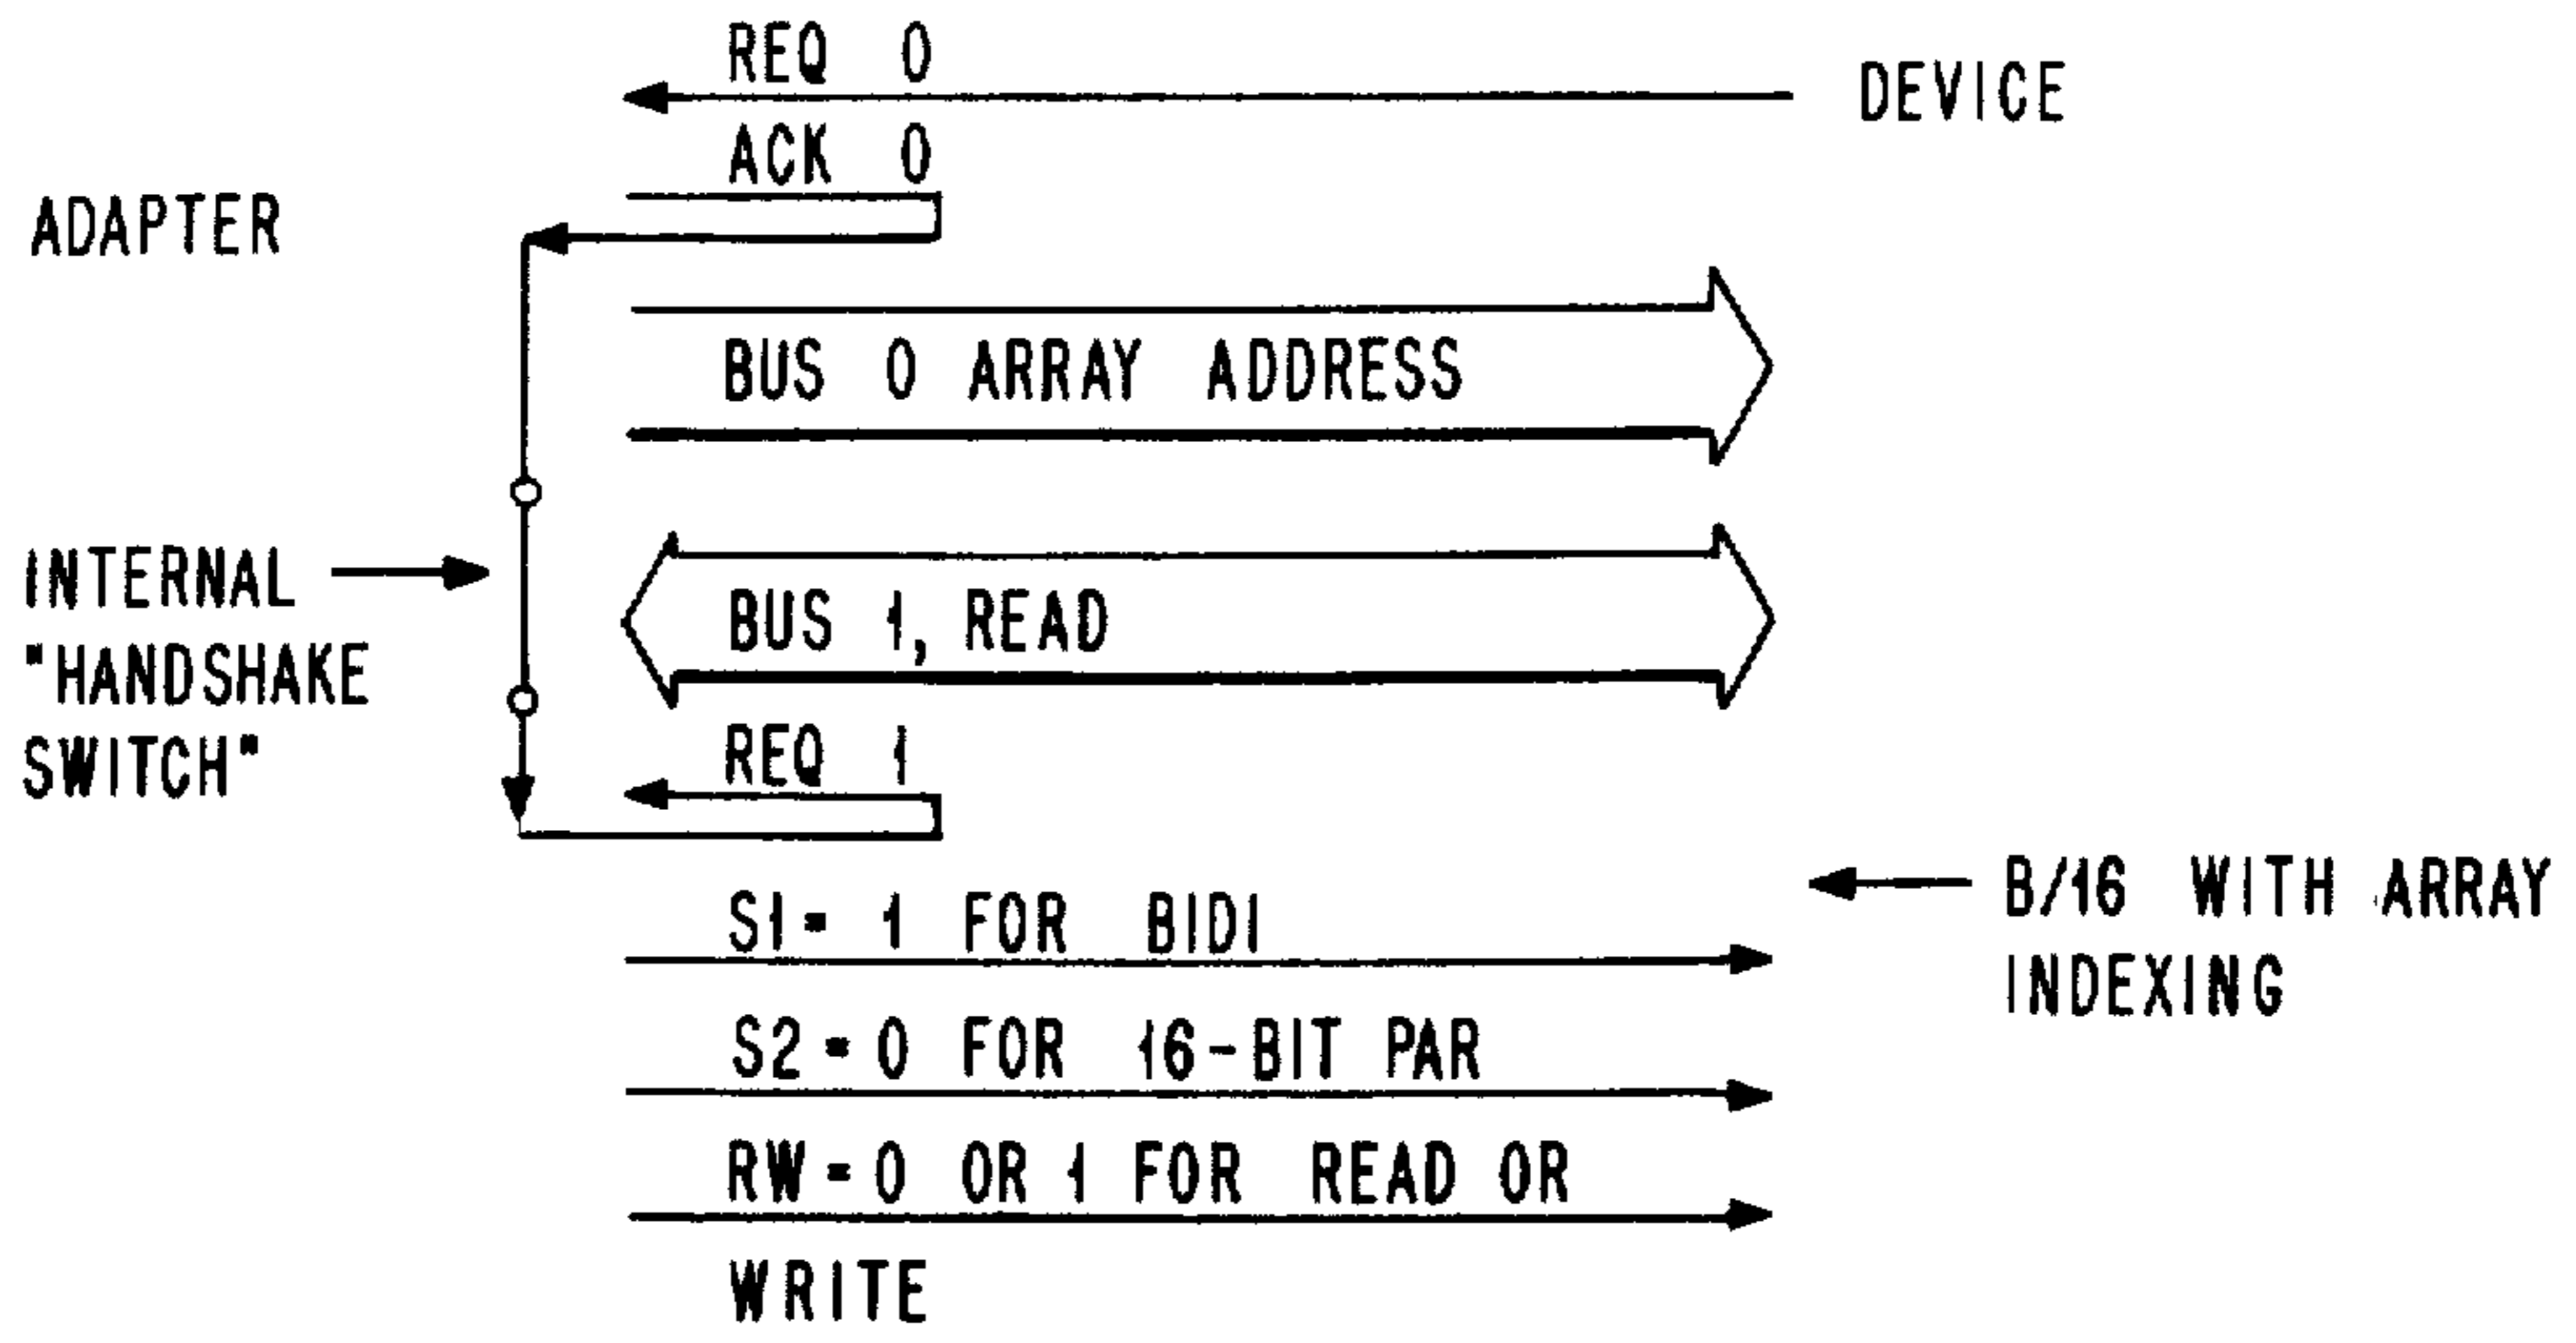 REQ 0
DEVICE
ACK 0
ADAPTER
BUS 0 ARRAY ADDRESS
INTERNAL
"HANDSHAKE
SWITCH"
BUS 1, READ
REQ 1
B/16 WITH ARRAY
INDEXING
S1= 1 FOR BIDI
S2=0 FOR 16-BIT PAR
RW=0 OR 1 FOR READ OR
WRITE